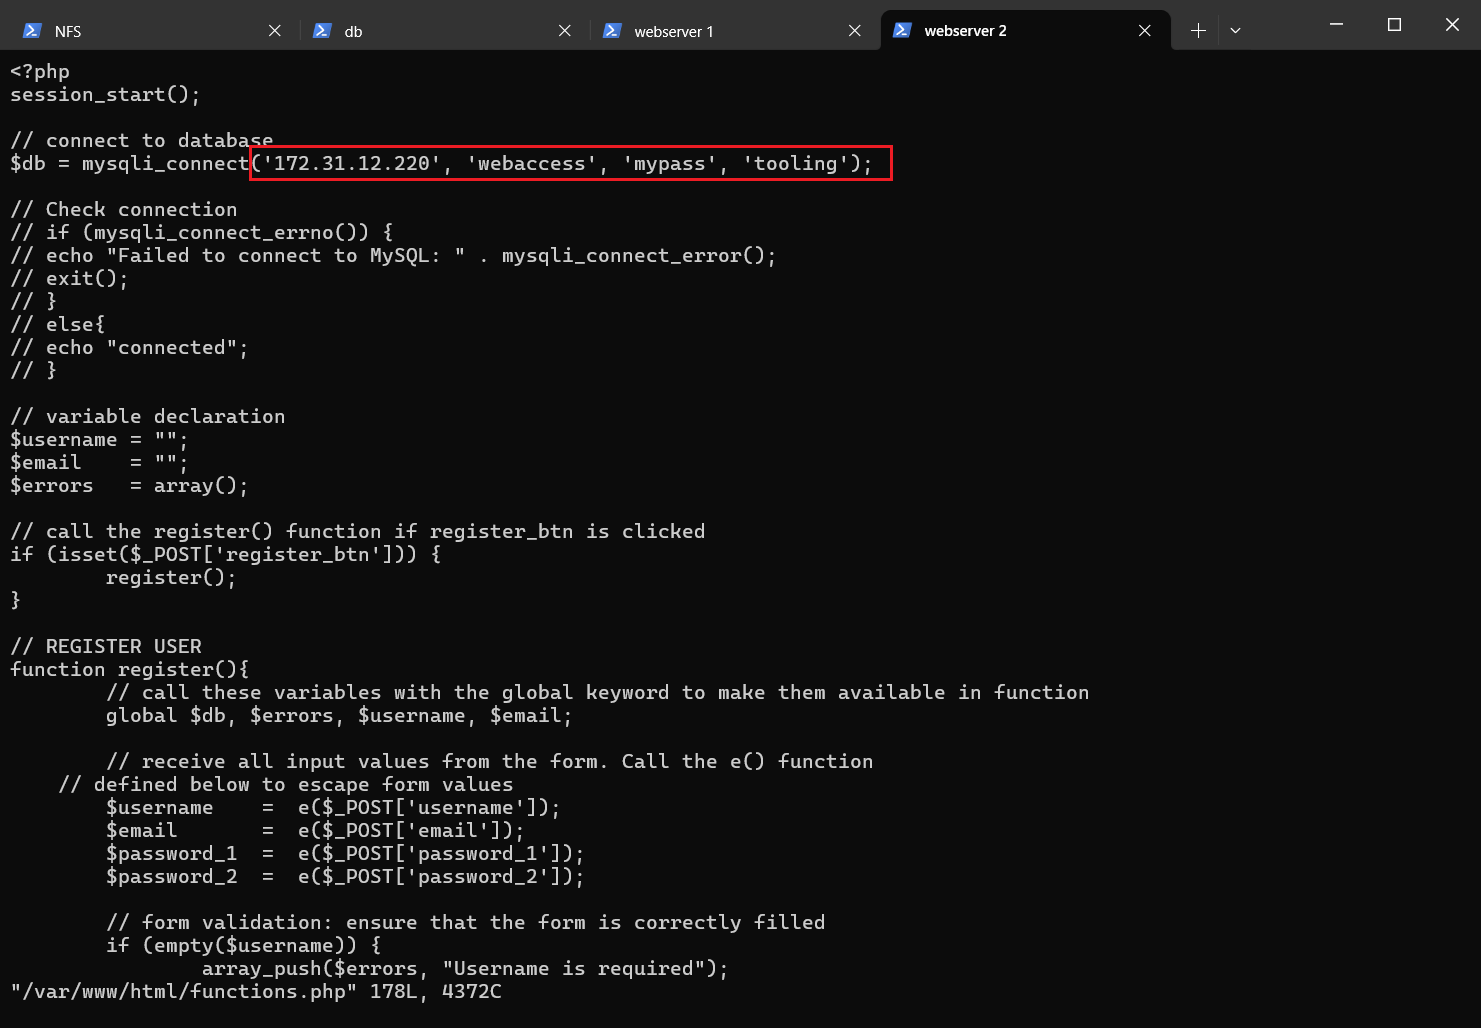 NFS db webserver 1 webserver 2
<?php
session_start();

// connect to database
$db = mysqli_connect('172.31.12.220', 'webaccess', 'mypass', 'tooling');

// Check connection
// if (mysqli_connect_errno()) {
// echo "Failed to connect to MySQL: " . mysqli_connect_error();
// exit();
// }
// else{
// echo "connected";
// }

// variable declaration
$username = "";
$email    = "";
$errors   = array();

// call the register() function if register_btn is clicked
if (isset($_POST['register_btn'])) {
        register();
}

// REGISTER USER
function register(){
        // call these variables with the global keyword to make them available in function
        global $db, $errors, $username, $email;

        // receive all input values from the form. Call the e() function
    // defined below to escape form values
        $username    =  e($_POST['username']);
        $email       =  e($_POST['email']);
        $password_1  =  e($_POST['password_1']);
        $password_2  =  e($_POST['password_2']);

        // form validation: ensure that the form is correctly filled
        if (empty($username)) {
                array_push($errors, "Username is required");
"/var/www/html/functions.php" 178L, 4372C